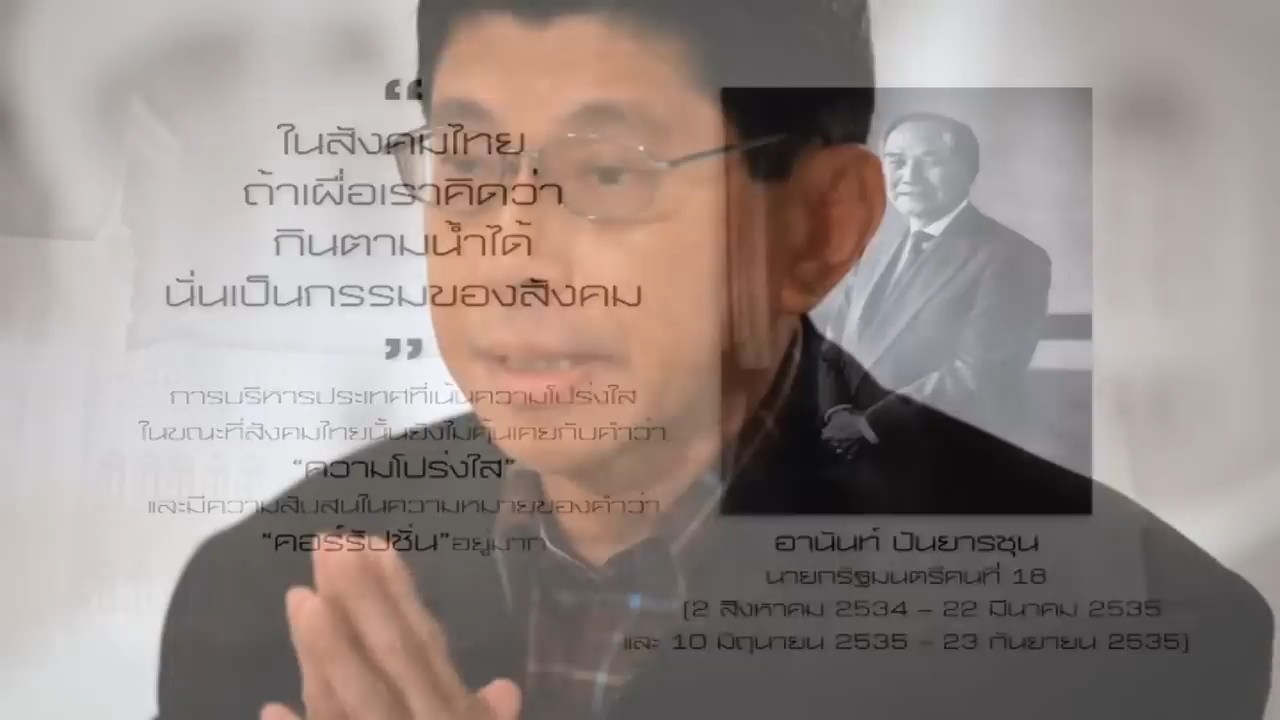 “
ในสังคมไทย
ถ้าเผื่อเราคิดว่า
กินตามน้ำได้
นั่นเป็นกรรมของสังคม
”
การบริหารประเทศที่เน้นความโปร่งใส
ในขณะที่สังคมไทยนั้นยังไม่คุ้นเคยกับคำว่า
“ความโปร่งใส”
และมีความสับสนในความหมายของคำว่า
“คอร์รัปชั่น”อยู่มาก
อานันท์ ปันยารชุน
นายกรัฐมนตรีคนที่ 18
(2 สิงหาคม 2534 – 22 มีนาคม 2535
และ 10 มิถุนายน 2535 – 23 กันยายน 2535)